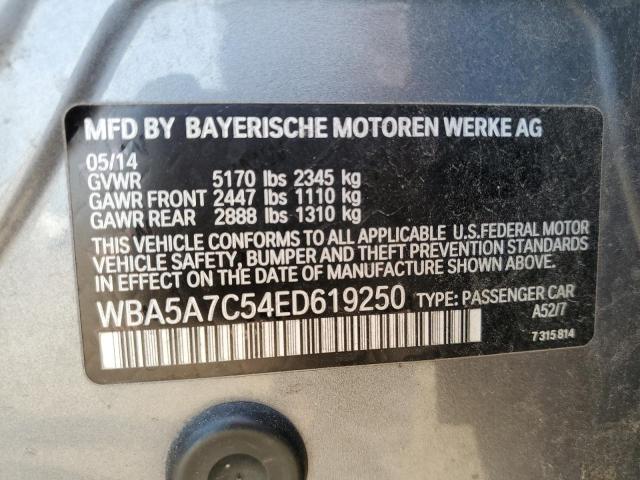 MFD BY BAYERISCHE MOTOREN WERKE AG
05/14
GVWR 5170 lbs 2345 kg
GAWR FRONT 2447 lbs 1110 kg
GAWR REAR 2888 lbs 1310 kg
THIS VEHICLE CONFORMS TO ALL APPLICABLE U.S.FEDERAL MOTOR
VEHICLE SAFETY, BUMPER AND THEFT PREVENTION STANDARDS
IN EFFECT ON THE DATE OF MANUFACTURE SHOWN ABOVE.
WBA5A7C54ED619250 TYPE: PASSENGER CAR
A52/7
7 315 814